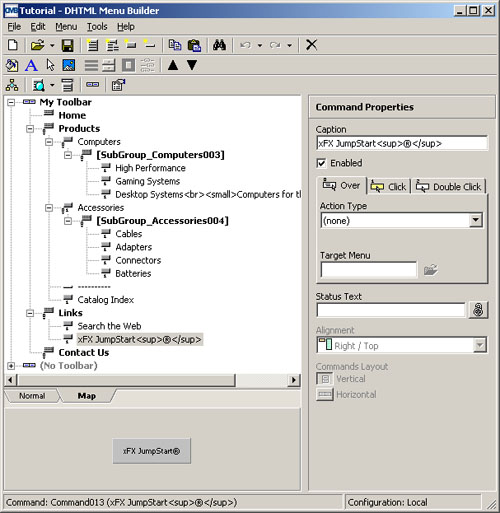 Tutorial - DHTML Menu Builder
File Edit Menu Tools Help
My Toolbar
Home
Products
Computers
[SubGroup_Computers003]
High Performance
Gaming Systems
Desktop Systems<br><small>Computers for th
Accessories
[SubGroup_Accessories004]
Cables
Adapters
Connectors
Batteries
----------
Catalog Index
Links
Search the Web
xFX JumpStart<sup>®</sup>
Contact Us
(No Toolbar)
Normal Map
xFX JumpStart®
Command Properties
Caption
xFX JumpStart<sup>®</sup>
Enabled
Over Click Double Click
Action Type
(none)
Target Menu
Status Text
Alignment
Right / Top
Commands Layout
Vertical
Horizontal
Command: Command013 (xFX JumpStart<sup>®</sup>) Configuration: Local